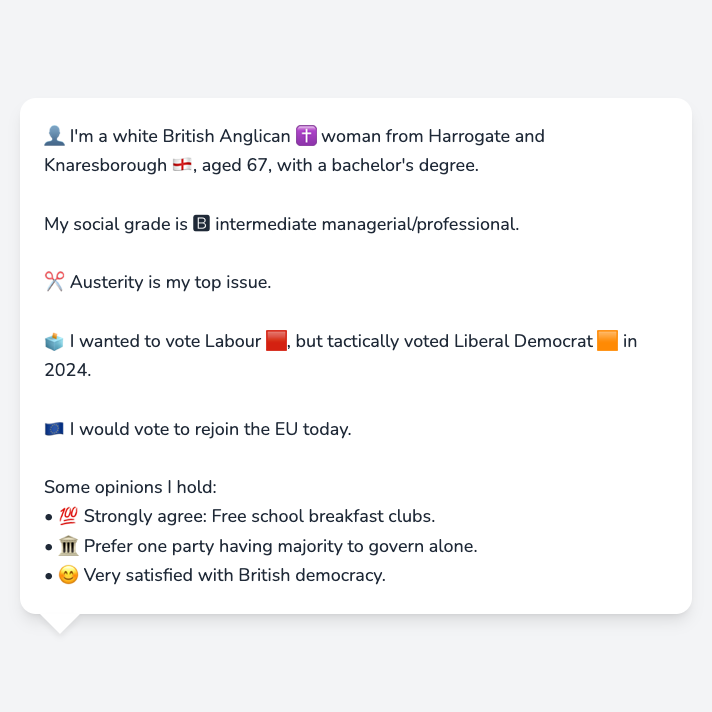 👤 I'm a white British Anglican ✝️ woman from Harrogate and
Knaresborough 🏴󠁧󠁢󠁥󠁮󠁧󠁿, aged 67, with a bachelor's degree.
My social grade is 🅱 intermediate managerial/professional.
✂️ Austerity is my top issue.
🗳️ I wanted to vote Labour 🟥, but tactically voted Liberal Democrat 🟧 in
2024.
🇪🇺 I would vote to rejoin the EU today.
Some opinions I hold:
• 💯 Strongly agree: Free school breakfast clubs.
• 🏛️ Prefer one party having majority to govern alone.
• 😊 Very satisfied with British democracy.